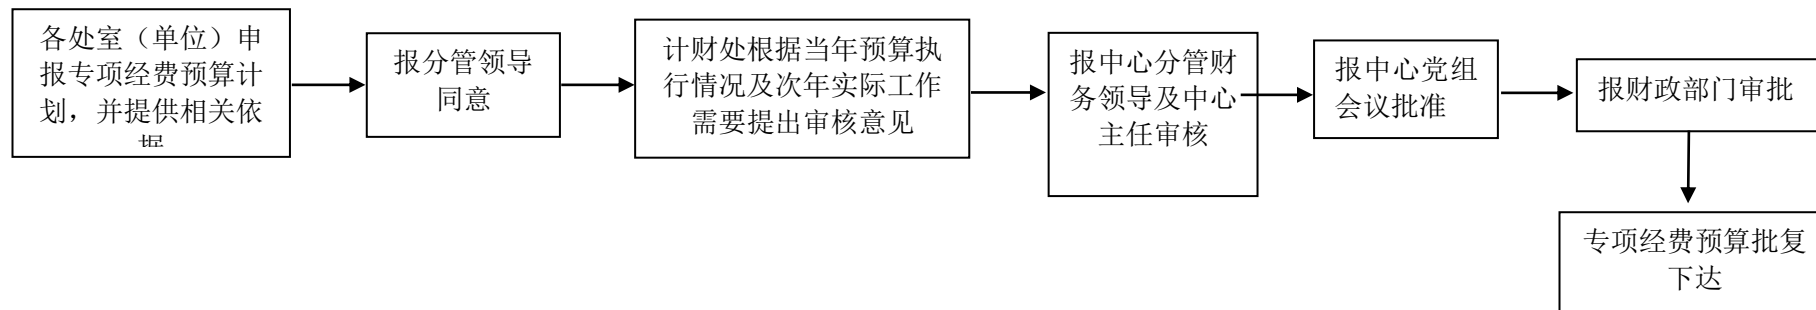 各处室（单位）申
报专项经费预算计
划，并提供相关依
据
报分管领导
同意
计财处根据当年预算执
行情况及次年实际工作
需要提出审核意见
报中心分管财
务领导及中心
主任审核
报中心党组
会议批准
报财政部门审批
专项经费预算批复
下达